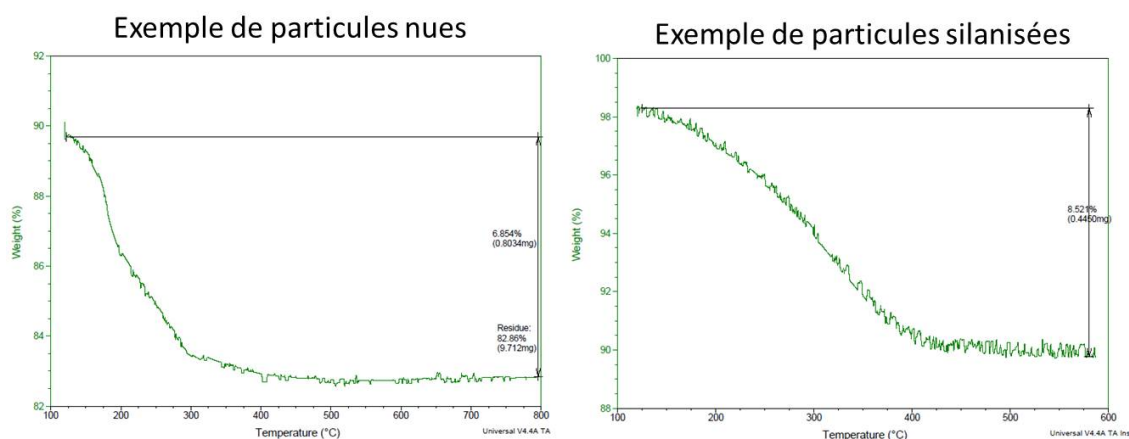 Exemple de particules nues
92
90
88
86
84
82
Weight (%)
6.854%
(0.8034mg)
Residue:
82.86%
(9.712mg)
100
200
300
400
500
600
700
800
Temperature (°C)
Universal V4.4A TA
Exemple de particules silanisées
100
98
96
94
92
90
88
Weight (%)
8.521%
(0.4450mg)
100
200
300
400
500
600
Temperature (°C)
Universal V4.4A TA Ins